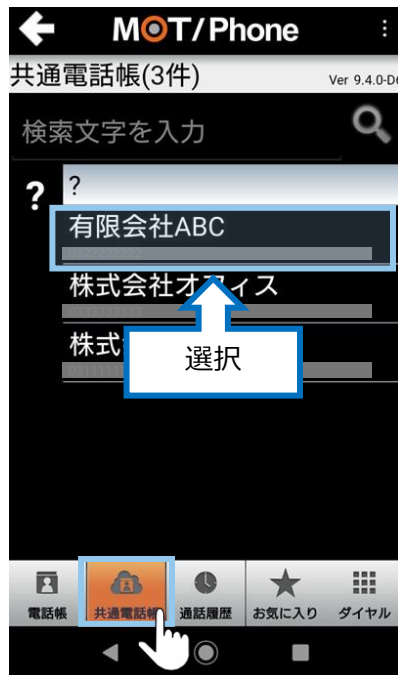 MOT/Phone
共通電話帳(3件)
Ver 9.4.0-D6
検索文字を入力
?
?
有限会社ABC
株式会社オフィス
株式
選択
電話帳
共通電話帳
通話履歴
お気に入り
ダイヤル